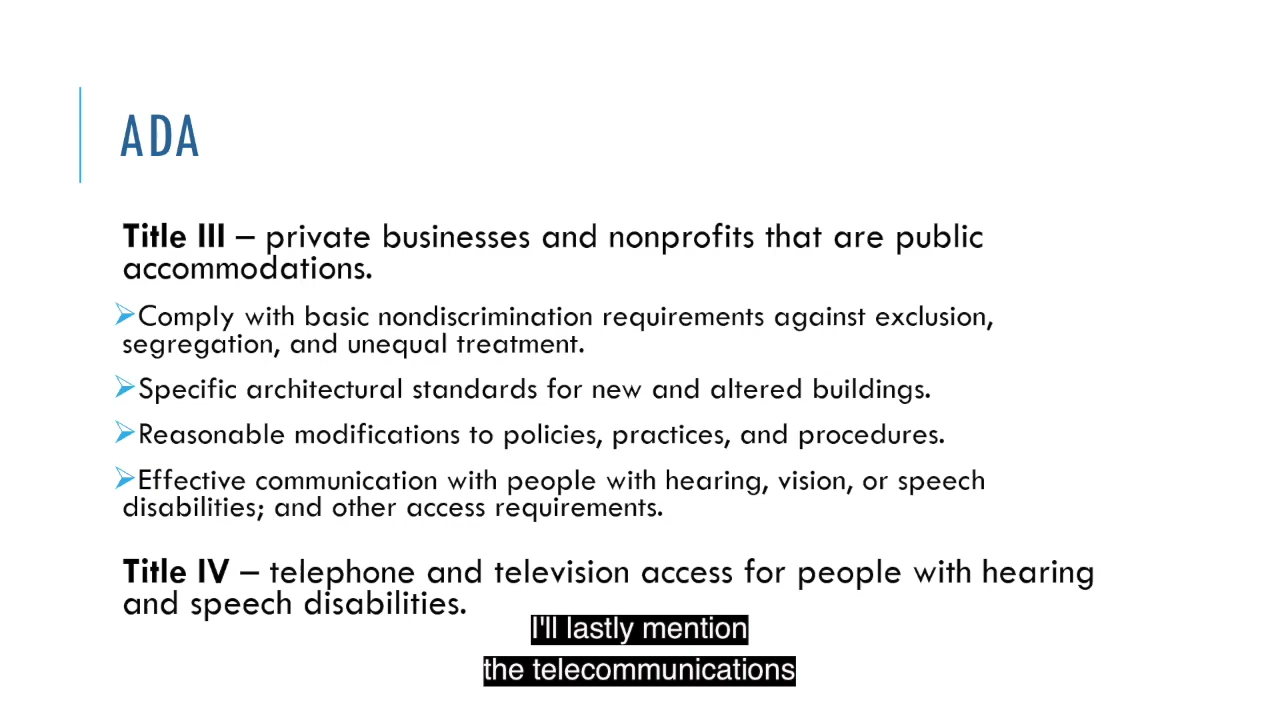 ADA
Title III – private businesses and nonprofits that are public
accommodations.
➢Comply with basic nondiscrimination requirements against exclusion,
segregation, and unequal treatment.
➢Specific architectural standards for new and altered buildings.
➢Reasonable modifications to policies, practices, and procedures.
➢Effective communication with people with hearing, vision, or speech
disabilities; and other access requirements.
Title IV – telephone and television access for people with hearing
and speech disabilities.
I'll lastly mention
the telecommunications